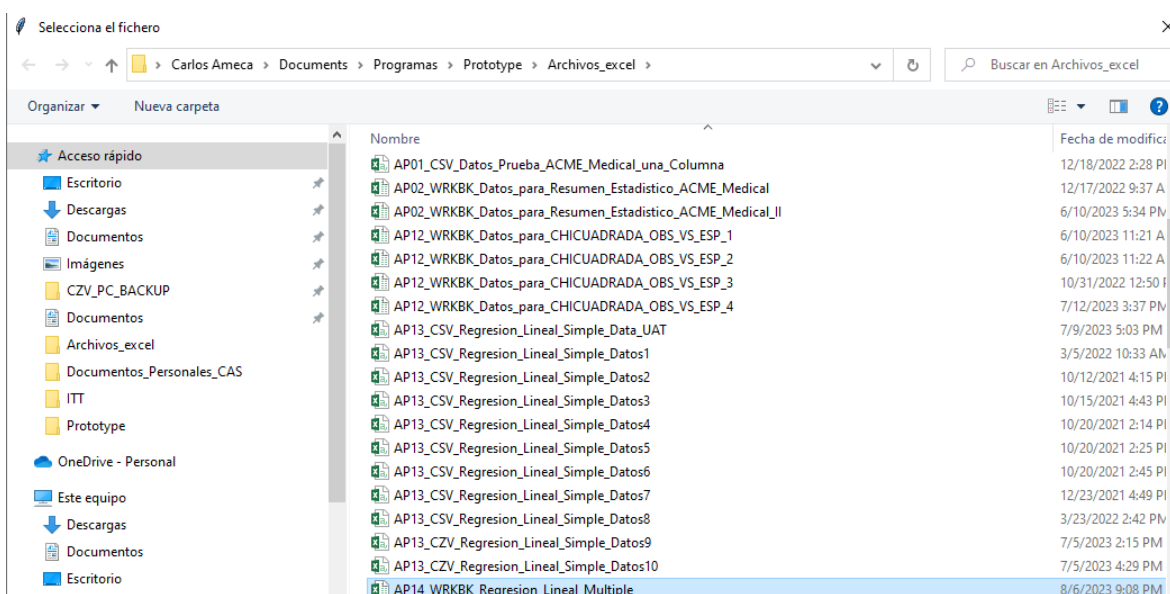 Selecciona el fichero
Carlos Ameca > Documents > Programas > Prototype > Archivos_excel >
Buscar en Archivos_excel
Organizar
Nueva carpeta
Acceso rápido
Escritorio
Descargas
Documentos
Imágenes
CZV_PC_BACKUP
Documentos
Archivos_excel
Documentos_Personales_CAS
ITT
Prototype
OneDrive - Personal
Este equipo
Descargas
Documentos
Escritorio
Nombre Fecha de modifica
AP01_CSV_Datos_Prueba_ACME_Medical_una_Columna 12/18/2022 2:28 P
AP02_WRKBK_Datos_para_Resumen_Estadistico_ACME_Medical 12/17/2022 9:37 A
AP02_WRKBK_Datos_para_Resumen_Estadistico_ACME_Medical_II 6/10/2023 5:34 PM
AP12_WRKBK_Datos_para_CHICUADRADA_OBS_VS_ESP_1 6/10/2023 11:21 A
AP12_WRKBK_Datos_para_CHICUADRADA_OBS_VS_ESP_2 6/10/2023 11:22 A
AP12_WRKBK_Datos_para_CHICUADRADA_OBS_VS_ESP_3 10/31/2022 12:50
AP12_WRKBK_Datos_para_CHICUADRADA_OBS_VS_ESP_4 7/12/2023 3:37 PM
AP13_CSV_Regresion_Lineal_Simple_Data_UAT 7/9/2023 5:03 PM
AP13_CSV_Regresion_Lineal_Simple_Datos1 3/5/2022 10:33 AM
AP13_CSV_Regresion_Lineal_Simple_Datos2 10/12/2021 4:15 P
AP13_CSV_Regresion_Lineal_Simple_Datos3 10/15/2021 4:43 P
AP13_CSV_Regresion_Lineal_Simple_Datos4 10/20/2021 2:14 P
AP13_CSV_Regresion_Lineal_Simple_Datos5 10/20/2021 2:25 P
AP13_CSV_Regresion_Lineal_Simple_Datos6 10/20/2021 2:45 P
AP13_CSV_Regresion_Lineal_Simple_Datos7 12/23/2021 4:49 P
AP13_CSV_Regresion_Lineal_Simple_Datos8 3/23/2022 2:42 PM
AP13_CZV_Regresion_Lineal_Simple_Datos9 7/5/2023 2:15 PM
AP13_CZV_Regresion_Lineal_Simple_Datos10 7/5/2023 4:29 PM
AP14_WRKBK_Regresion_Lineal_Multiple 8/6/2023 9:08 PM